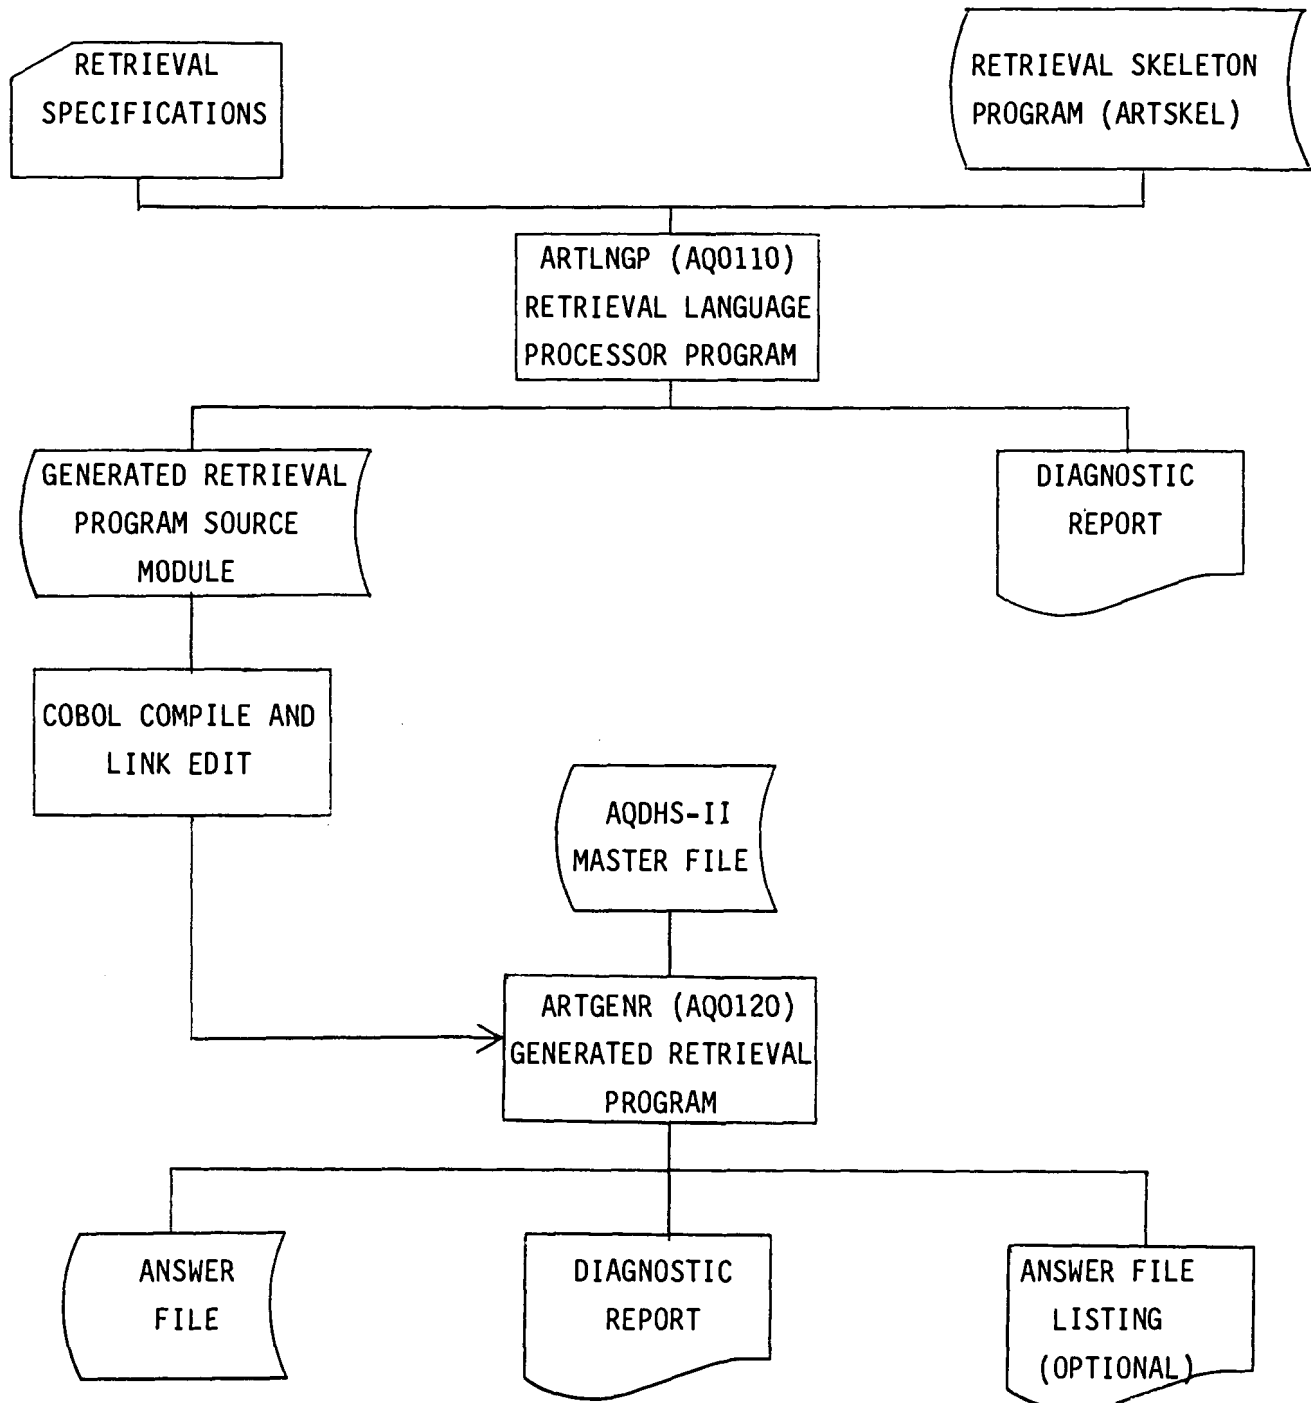 RETRIEVAL
SPECIFICATIONS
RETRIEVAL SKELETON
PROGRAM (ARTSKEL)
ARTLNGP (AQ0110)
RETRIEVAL LANGUAGE
PROCESSOR PROGRAM
GENERATED RETRIEVAL
PROGRAM SOURCE
MODULE
DIAGNOSTIC
REPORT
COBOL COMPILE AND
LINK EDIT
AQDHS-II
MASTER FILE
ARTGENR (AQ0120)
GENERATED RETRIEVAL
PROGRAM
ANSWER
FILE
DIAGNOSTIC
REPORT
ANSWER FILE
LISTING
(OPTIONAL)